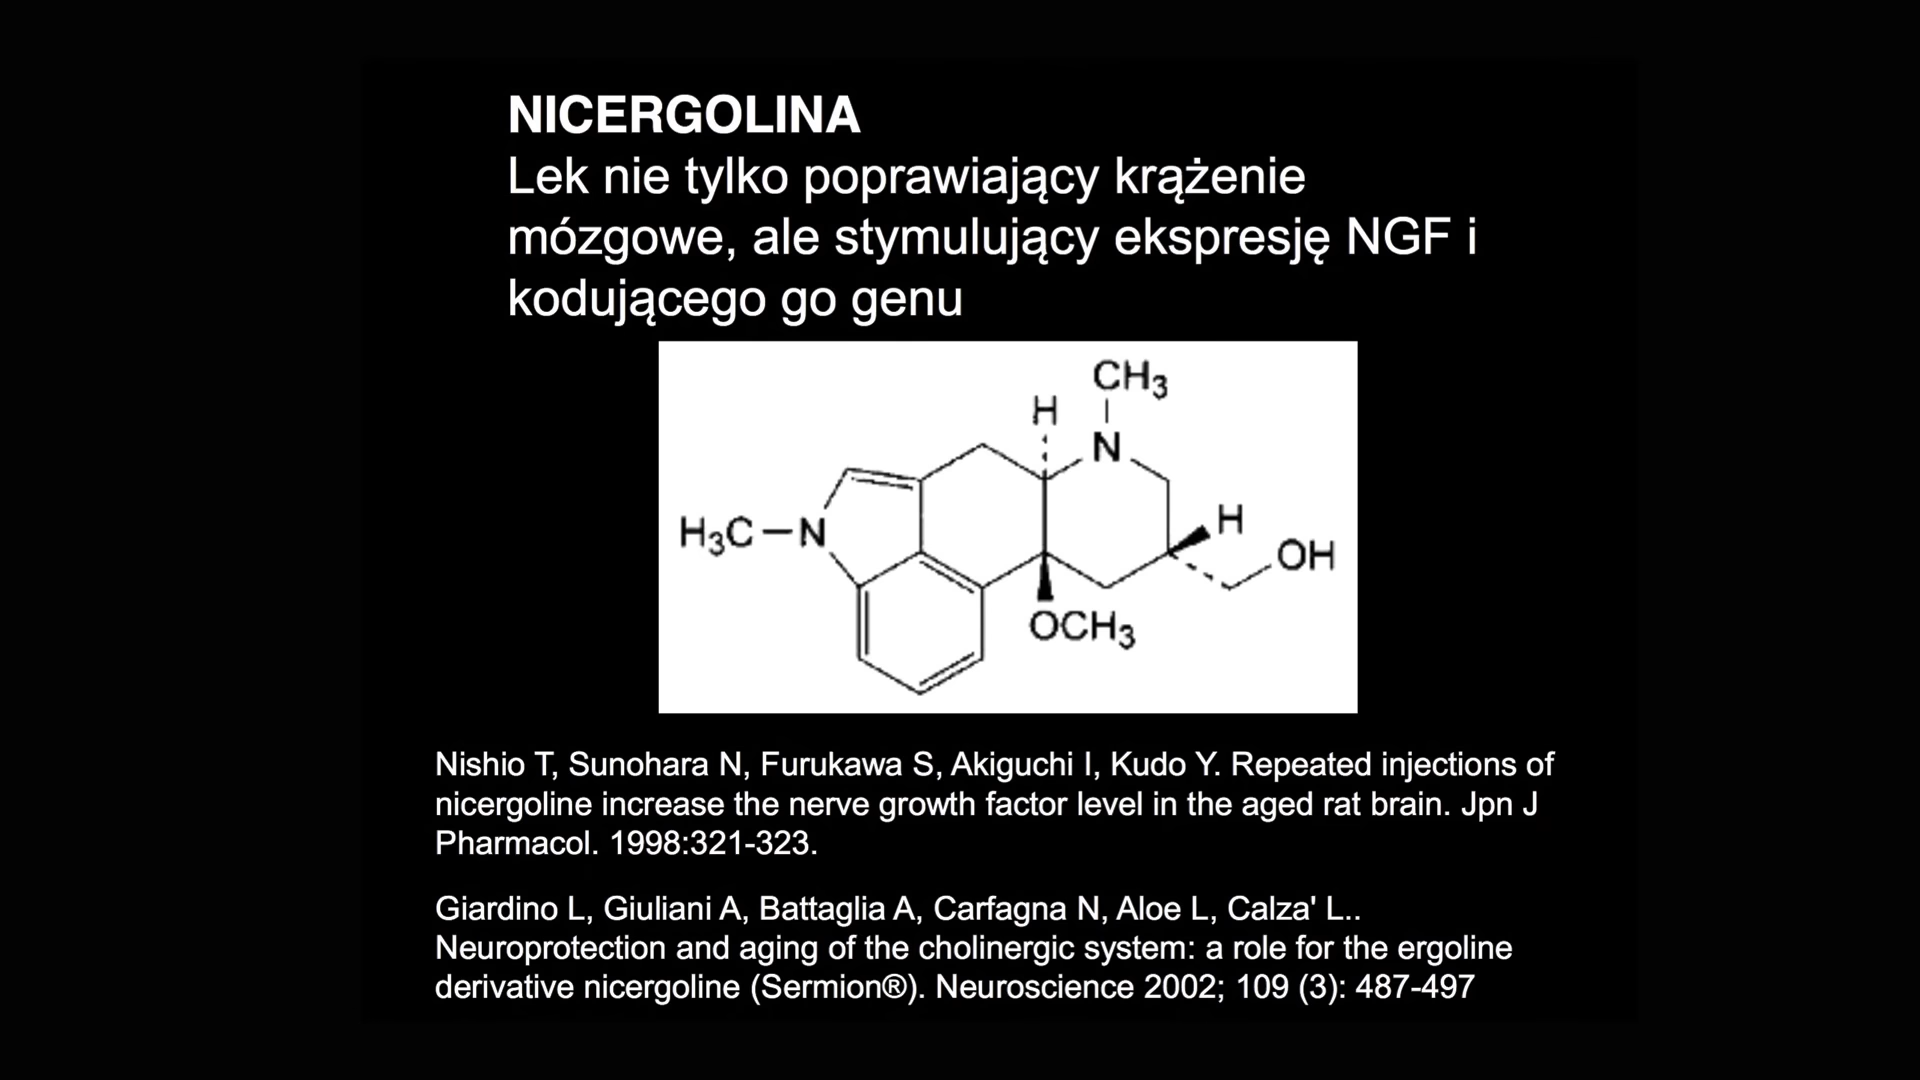 NICERGOLINA
Lek nie tylko poprawiający krążenie
mózgowe, ale stymulujący ekspresję NGF i
kodującego go genu
CH3
H
N
H3C
N
H
OH
OCH3
Nishio T, Sunohara N, Furukawa S, Akiguchi I, Kudo Y. Repeated injections of
nicergoline increase the nerve growth factor level in the aged rat brain. Jpn J
Pharmacol. 1998:321-323.
Giardino L, Giuliani A, Battaglia A, Carfagna N, Aloe L, Calza' L..
Neuroprotection and aging of the cholinergic system: a role for the ergoline
derivative nicergoline (Sermion®). Neuroscience 2002; 109 (3): 487-497